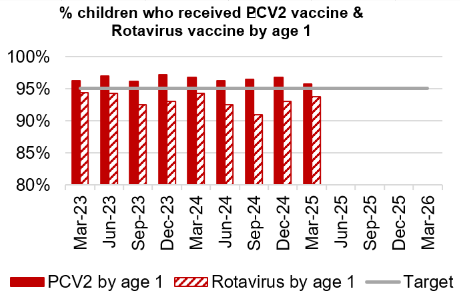 % children who received PCV2 vaccine &
Rotavirus vaccine by age 1
100%
95%
90%
85%
80%
Mar-23
Jun-23
Sep-23
Dec-23
Mar-24
Jun-24
Sep-24
Dec-24
Mar-25
Jun-25
Sep-25
Dec-25
Mar-26
PCV2 by age 1 Rotavirus by age 1 Target